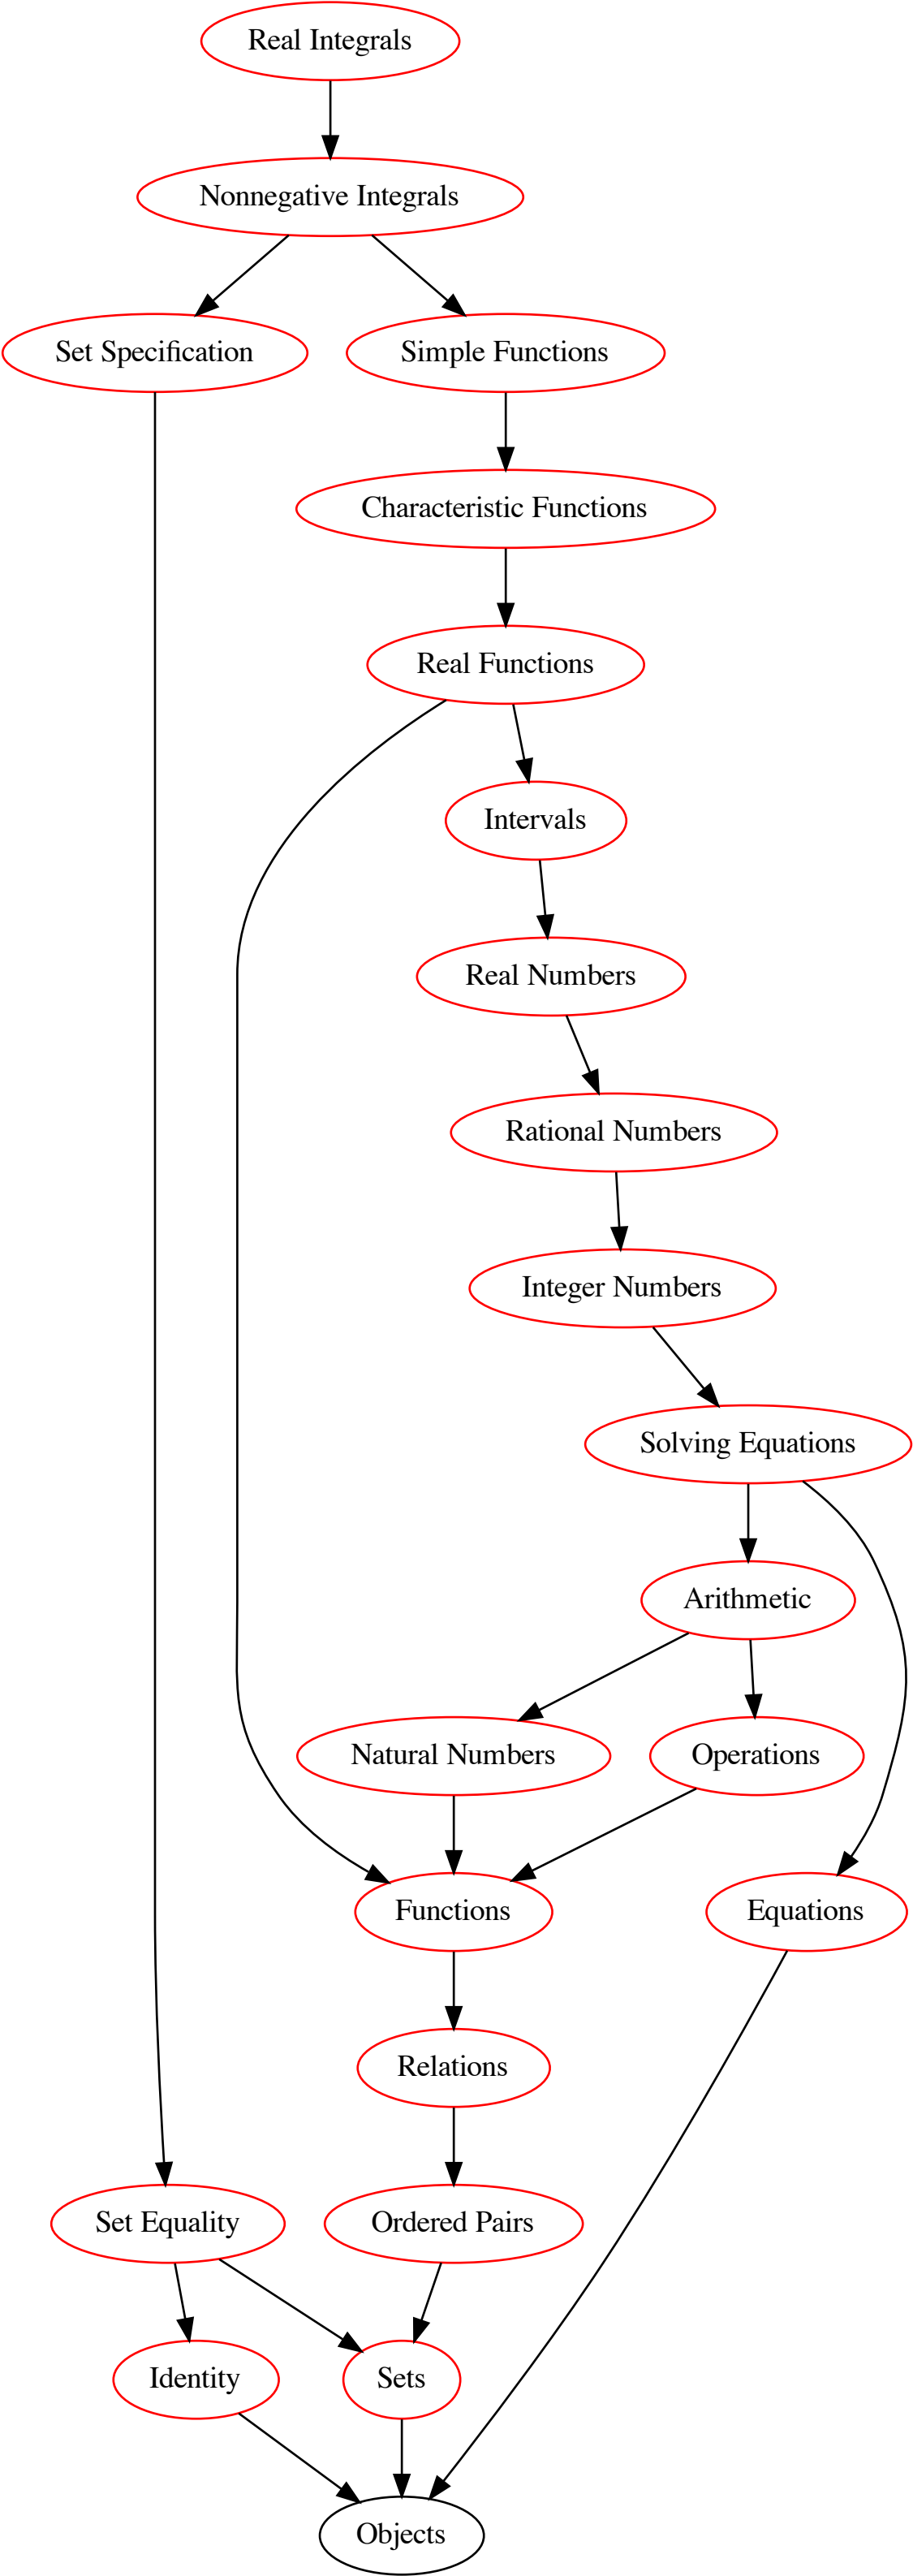 Real Integrals
Nonnegative Integrals
Set Specification
Simple Functions
Characteristic Functions
Real Functions
Intervals
Real Numbers
Rational Numbers
Integer Numbers
Solving Equations
Arithmetic
Natural Numbers
Operations
Functions
Equations
Relations
Set Equality
Ordered Pairs
Identity
Sets
Objects